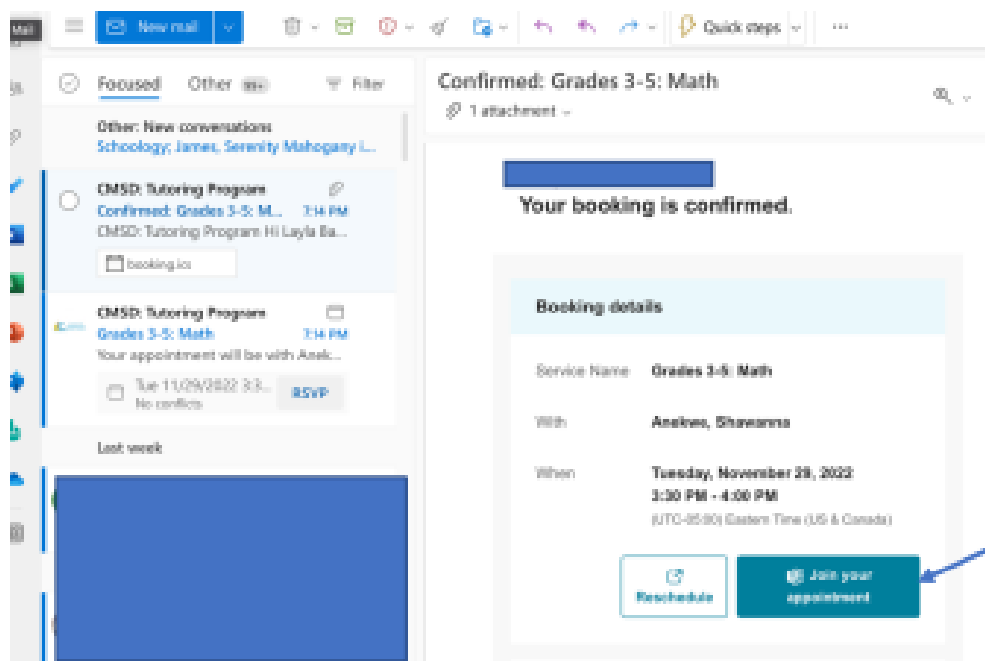 Mail
New mail
Quick steps
Focused
Other
Filter
Other: New conversations
Schoology; James, Serenity Mahogany i...
CMSD: Tutoring Program
Confirmed: Grades 3-5: M... 7:14 PM
CMSD: Tutoring Program Hi Layla Ba...
booking.ics
CMSD: Tutoring Program
Grades 3-5: Math 7:14 PM
Your appointment will be with Anek...
Tue 11/29/2022 3:3...
No conflicts
RSVP
Last week
Confirmed: Grades 3-5: Math
1 attachment
Your booking is confirmed.
Booking details
Service Name Grades 3-5: Math
With Anekwe, Shawanna
When Tuesday, November 29, 2022
3:30 PM - 4:00 PM
(UTC-05:00) Eastern Time (US & Canada)
Reschedule
Join your
appointment